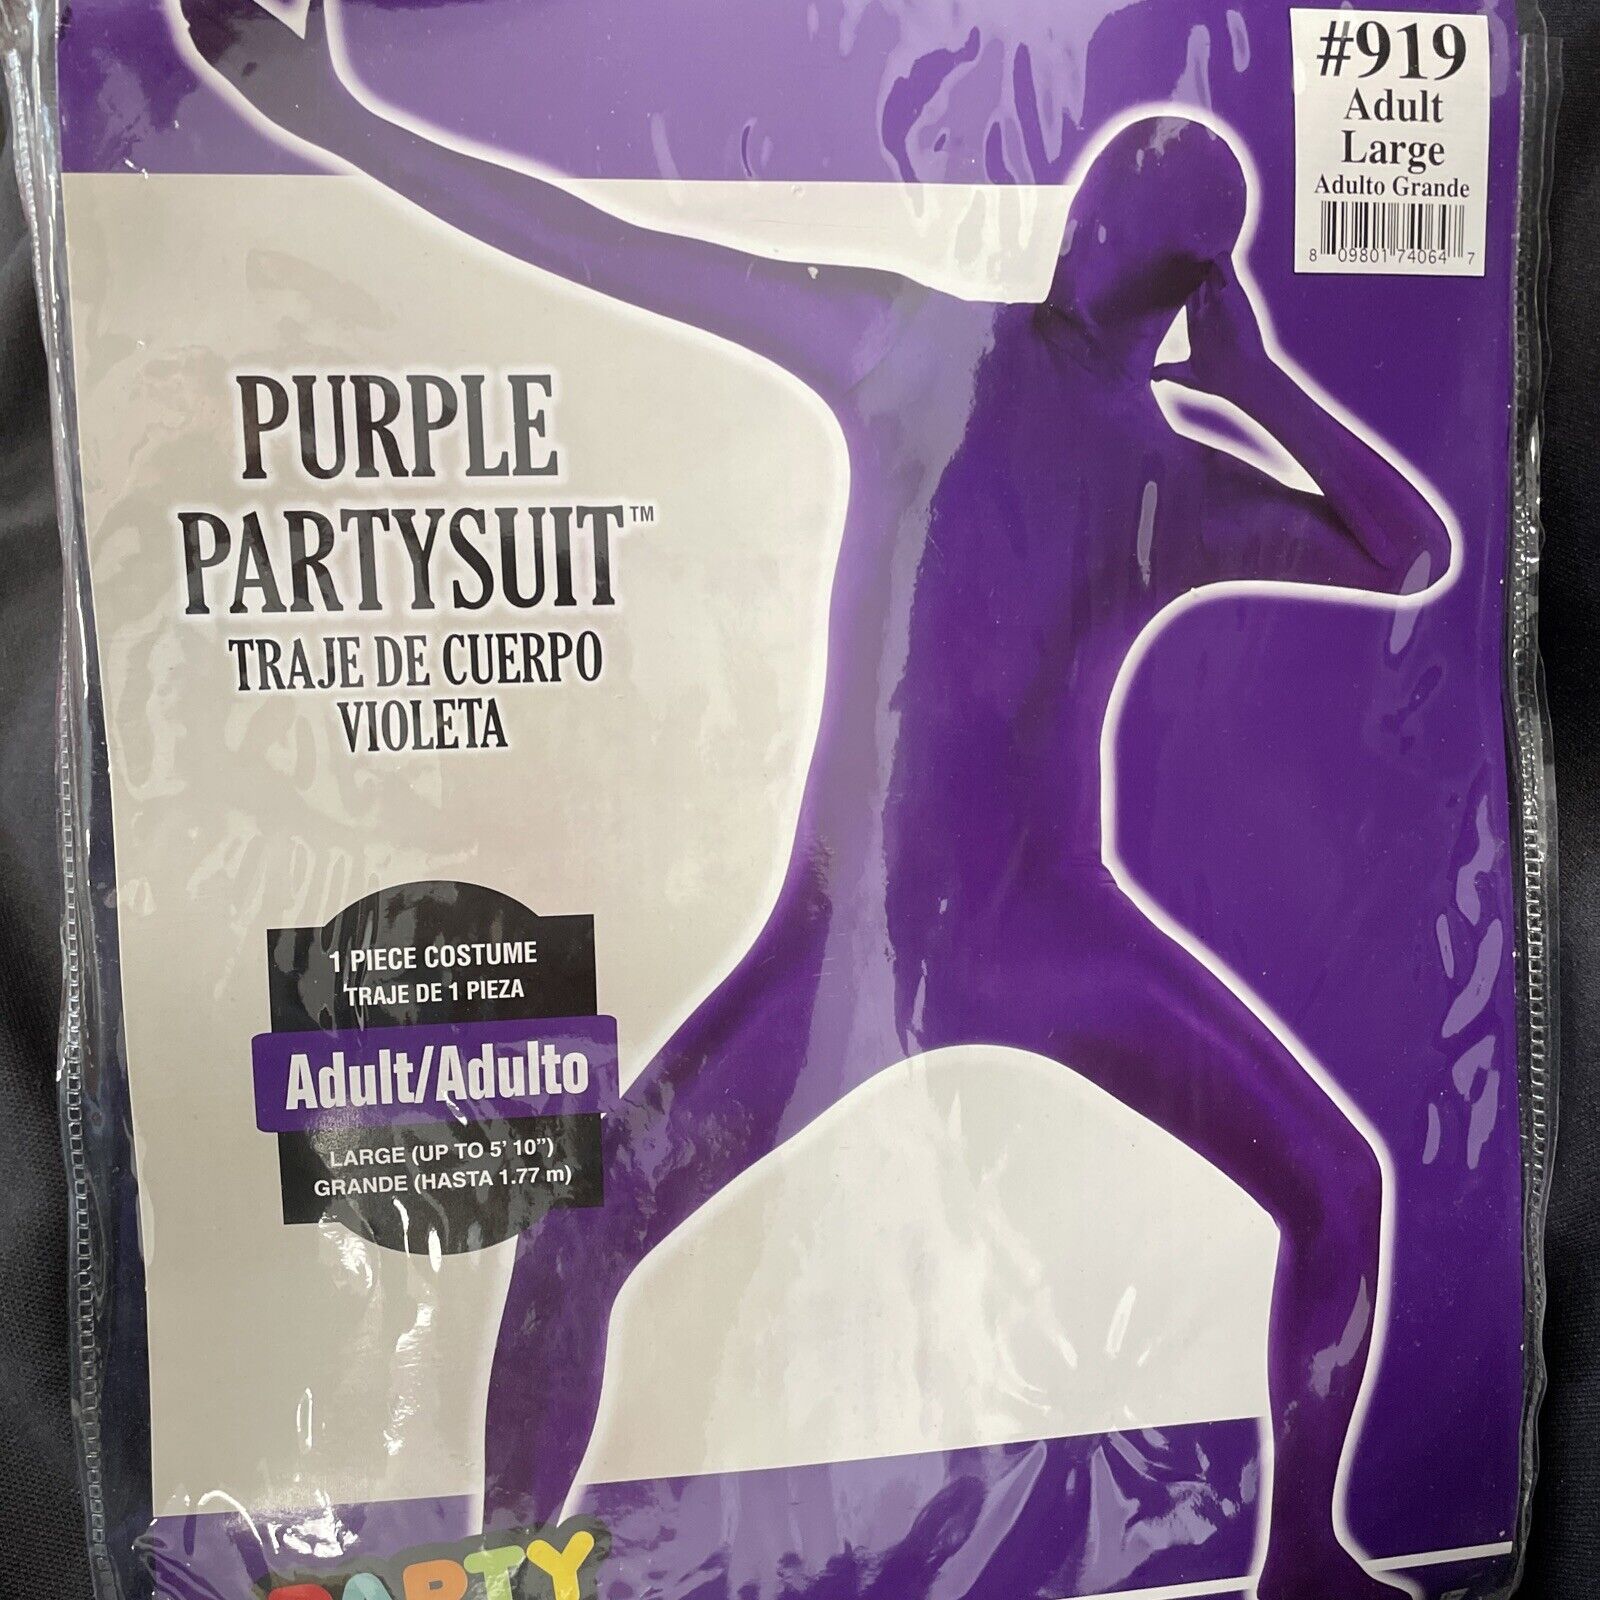 #919
Adult
Large
Adulto Grande
8 09801 74064 7
PURPLE
PARTYSUIT™
TRAJE DE CUERPO
VIOLETA
1 PIECE COSTUME
TRAJE DE 1 PIEZA
Adult/Adulto
LARGE (UP TO 5' 10")
GRANDE (HASTA 1.77 m)
PARTY